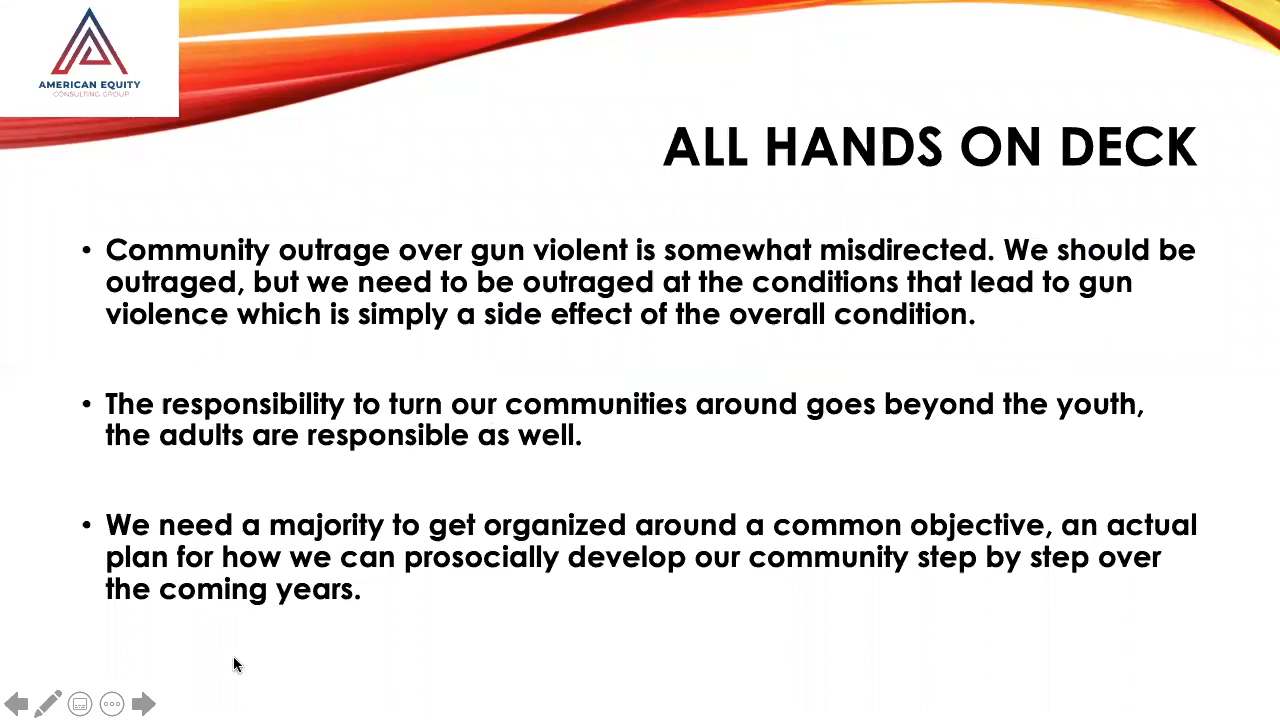 AMERICAN EQUITY
CONSULTING GROUP
ALL HANDS ON DECK
• Community outrage over gun violent is somewhat misdirected. We should be
outraged, but we need to be outraged at the conditions that lead to gun
violence which is simply a side effect of the overall condition.
• The responsibility to turn our communities around goes beyond the youth,
the adults are responsible as well.
• We need a majority to get organized around a common objective, an actual
plan for how we can prosocially develop our community step by step over
the coming years.